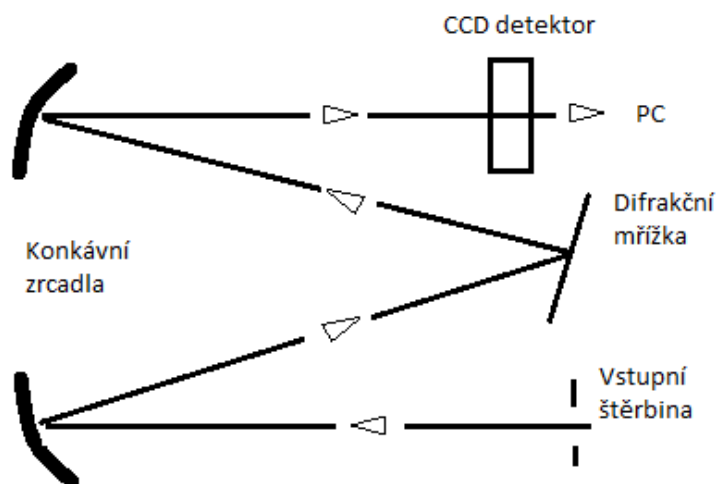 CCD detektor
PC
Difrakční
mřížka
Konkávní
zrcadla
Vstupní
štěrbina